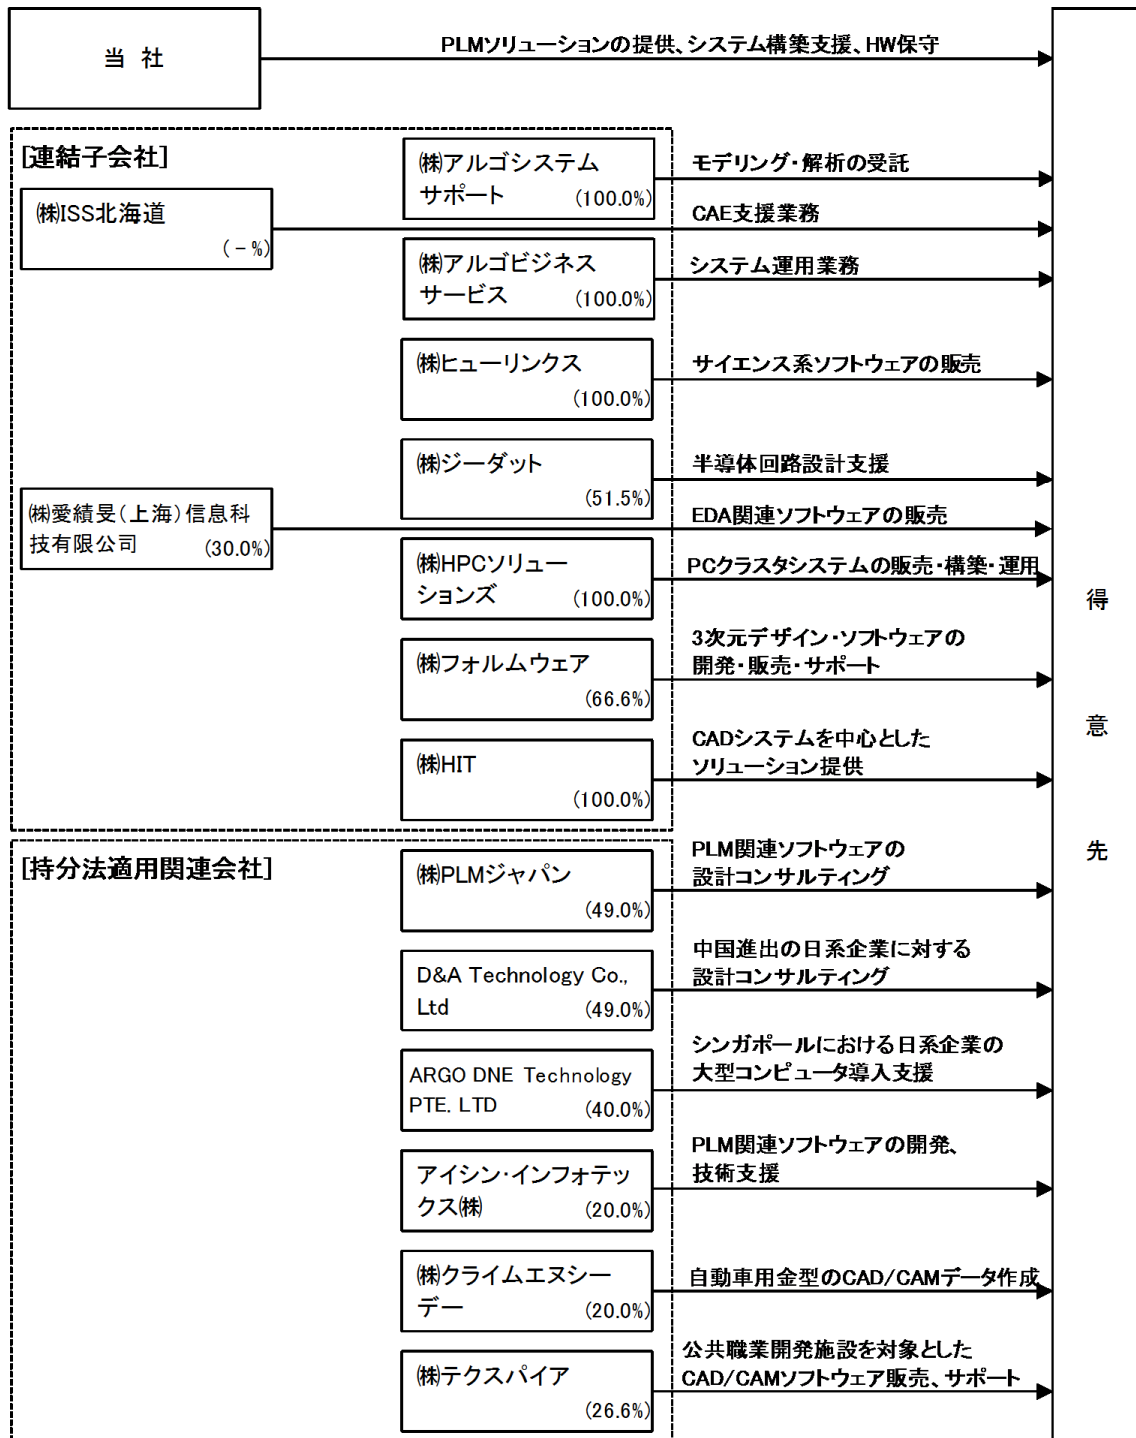 当 社
PLMソリューションの提供、システム構築支援、HW保守
[連結子会社]
㈱アルゴシステム
サポート (100.0%)
モデリング・解析の受託
㈱ISS北海道
(－%)
CAE支援業務
㈱アルゴビジネス
サービス (100.0%)
システム運用業務
㈱ヒューリンクス
(100.0%)
サイエンス系ソフトウェアの販売
㈱ジーダット
(51.5%)
半導体回路設計支援
㈱愛績旻(上海)信息科
技有限公司 (30.0%)
EDA関連ソフトウェアの販売
㈱HPCソリュー
ションズ (100.0%)
PCクラスタシステムの販売・構築・運用
㈱フォルムウェア
(66.6%)
3次元デザイン・ソフトウェアの
開発・販売・サポート
㈱HIT
(100.0%)
CADシステムを中心とした
ソリューション提供
[持分法適用関連会社]
㈱PLMジャパン
(49.0%)
PLM関連ソフトウェアの
設計コンサルティング
D&A Technology Co.,
Ltd (49.0%)
中国進出の日系企業に対する
設計コンサルティング
ARGO DNE Technology
PTE. LTD (40.0%)
シンガポールにおける日系企業の
大型コンピュータ導入支援
アイシン・インフォテッ
クス㈱ (20.0%)
PLM関連ソフトウェアの開発、
技術支援
㈱クライムエヌシー
デー (20.0%)
自動車用金型のCAD/CAMデータ作成
㈱テクスパイア
(26.6%)
公共職業開発施設を対象とした
CAD/CAMソフトウェア販売、サポート
得
意
先